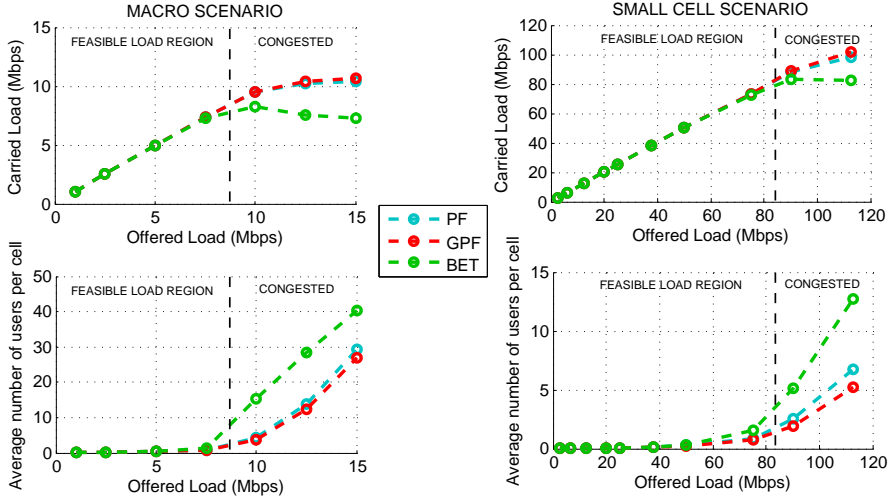 MACRO SCENARIO
FEASIBLE LOAD REGION
CONGESTED
Carried Load (Mbps)
15
10
5
0
0 5 10 15
Offered Load (Mbps)
SMALL CELL SCENARIO
FEASIBLE LOAD REGION
CONGESTED
Carried Load (Mbps)
120
100
80
60
40
20
0
0 20 40 60 80 100 120
Offered Load (Mbps)
PF
GPF
BET
FEASIBLE LOAD REGION
CONGESTED
Average number of users per cell
50
40
30
20
10
0
0 5 10 15
Offered Load (Mbps)
FEASIBLE LOAD REGION
CONGESTED
Average number of users per cell
15
10
5
0
0 20 40 60 80 100 120
Offered Load (Mbps)